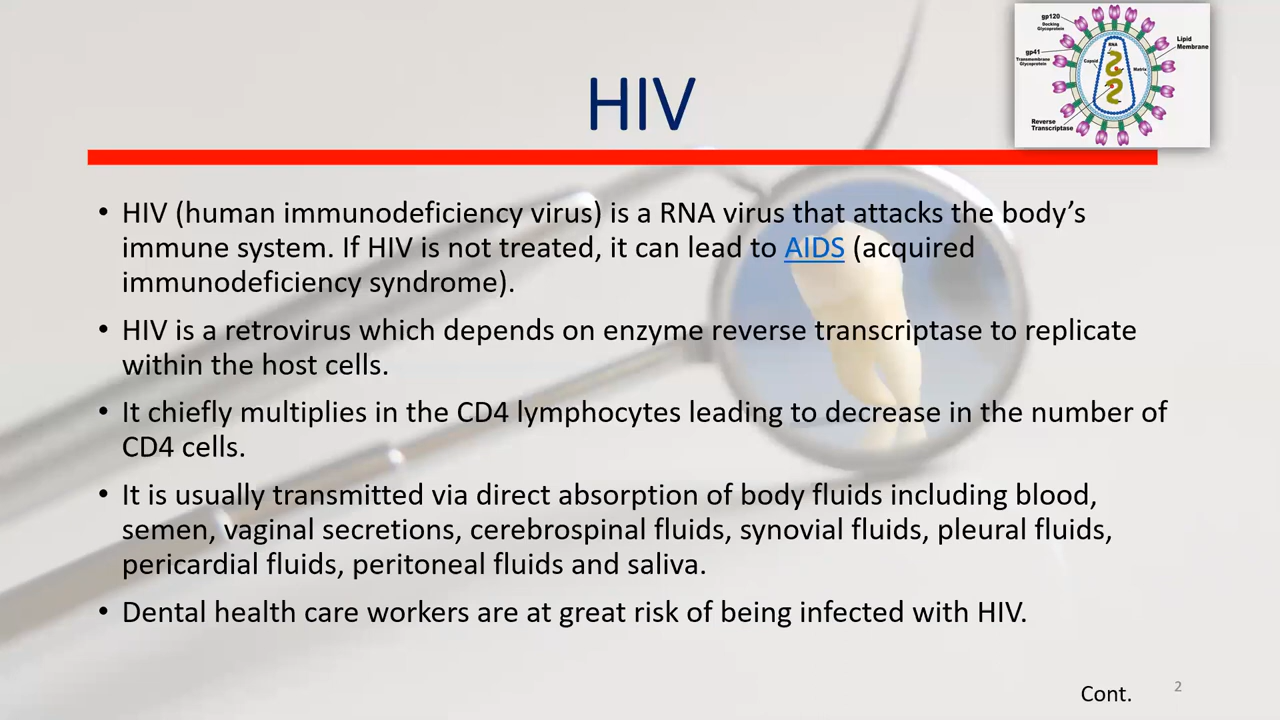 HIV
gp120
Docking
Glycoprotein
gp41
Transmembrane
Glycoprotein
RNA
Capsid
Matrix
Lipid
Membrane
Reverse
Transcriptase
• HIV (human immunodeficiency virus) is a RNA virus that attacks the body’s
immune system. If HIV is not treated, it can lead to AIDS (acquired
immunodeficiency syndrome).
• HIV is a retrovirus which depends on enzyme reverse transcriptase to replicate
within the host cells.
• It chiefly multiplies in the CD4 lymphocytes leading to decrease in the number of
CD4 cells.
• It is usually transmitted via direct absorption of body fluids including blood,
semen, vaginal secretions, cerebrospinal fluids, synovial fluids, pleural fluids,
pericardial fluids, peritoneal fluids and saliva.
• Dental health care workers are at great risk of being infected with HIV.
Cont.
2